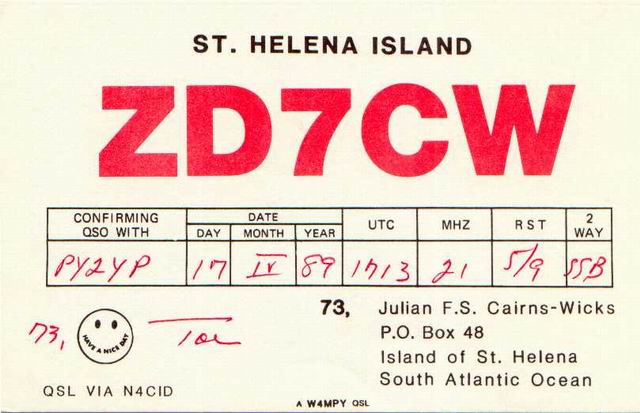 ST. HELENA ISLAND
ZD7CW
CONFIRMING QSO WITH DATE DAY MONTH YEAR UTC MHZ RST 2 WAY
PY2YP 17 IV 89 1713 21 5/9 SSB
73, Julian F.S. Cairns-Wicks
P.O. Box 48
Island of St. Helena
South Atlantic Ocean
73,
HAVE A NICE DAY
QSL VIA N4CID
A W4MPY QSL